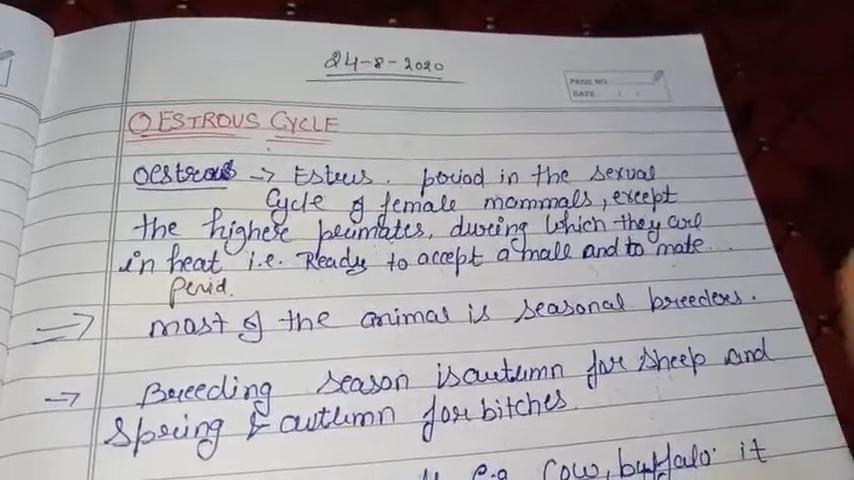 24-8-2020
PAGE NO.
DATE / /
OESTROUS CYCLE
Oestrous -> Estrus. period in the sexual
Cycle of female mammals, except
the higher primates, during which they are
in heat i.e. Ready to accept a male and to mate
Period.
=> most of the animal is seasonal breeders.
-> Breeding season is autumn for sheep and
Spring & autumn for bitches.
e.g. Cow, buffalo. it